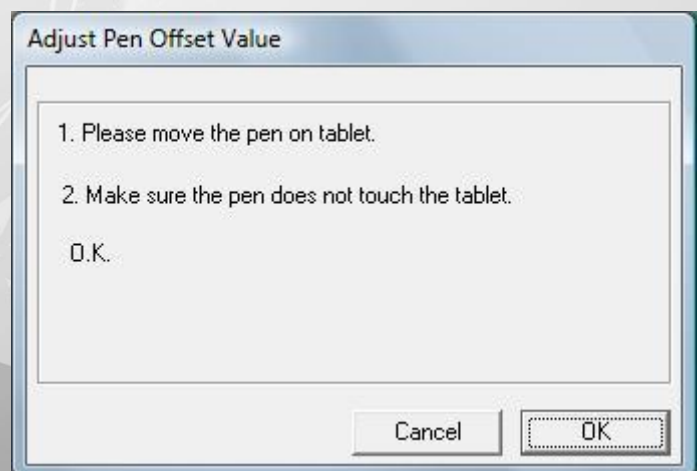 Adjust Pen Offset Value
1. Please move the pen on tablet.
2. Make sure the pen does not touch the tablet.
O.K.
Cancel
OK